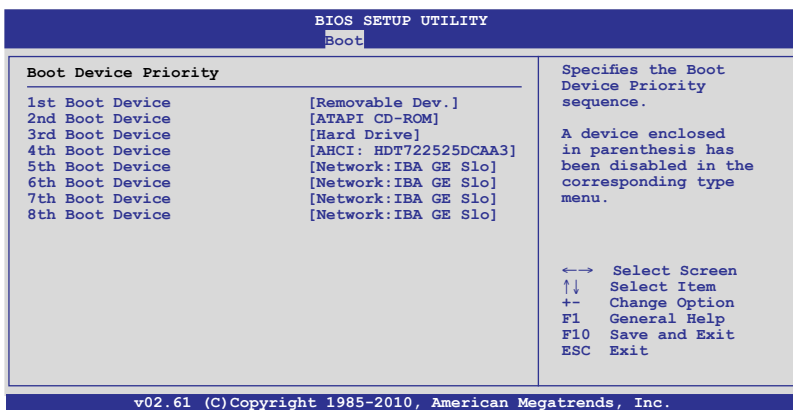 BIOS SETUP UTILITY
Boot
Boot Device Priority
1st Boot Device [Removable Dev.]
2nd Boot Device [ATAPI CD-ROM]
3rd Boot Device [Hard Drive]
4th Boot Device [AHCI: HDT722525DCAA3]
5th Boot Device [Network:IBA GE Slo]
6th Boot Device [Network:IBA GE Slo]
7th Boot Device [Network:IBA GE Slo]
8th Boot Device [Network:IBA GE Slo]
Specifies the Boot
Device Priority
sequence.
A device enclosed
in parenthesis has
been disabled in the
corresponding type
menu.
←→ Select Screen
↑↓ Select Item
+- Change Option
F1 General Help
F10 Save and Exit
ESC Exit
v02.61 (C)Copyright 1985-2010, American Megatrends, Inc.